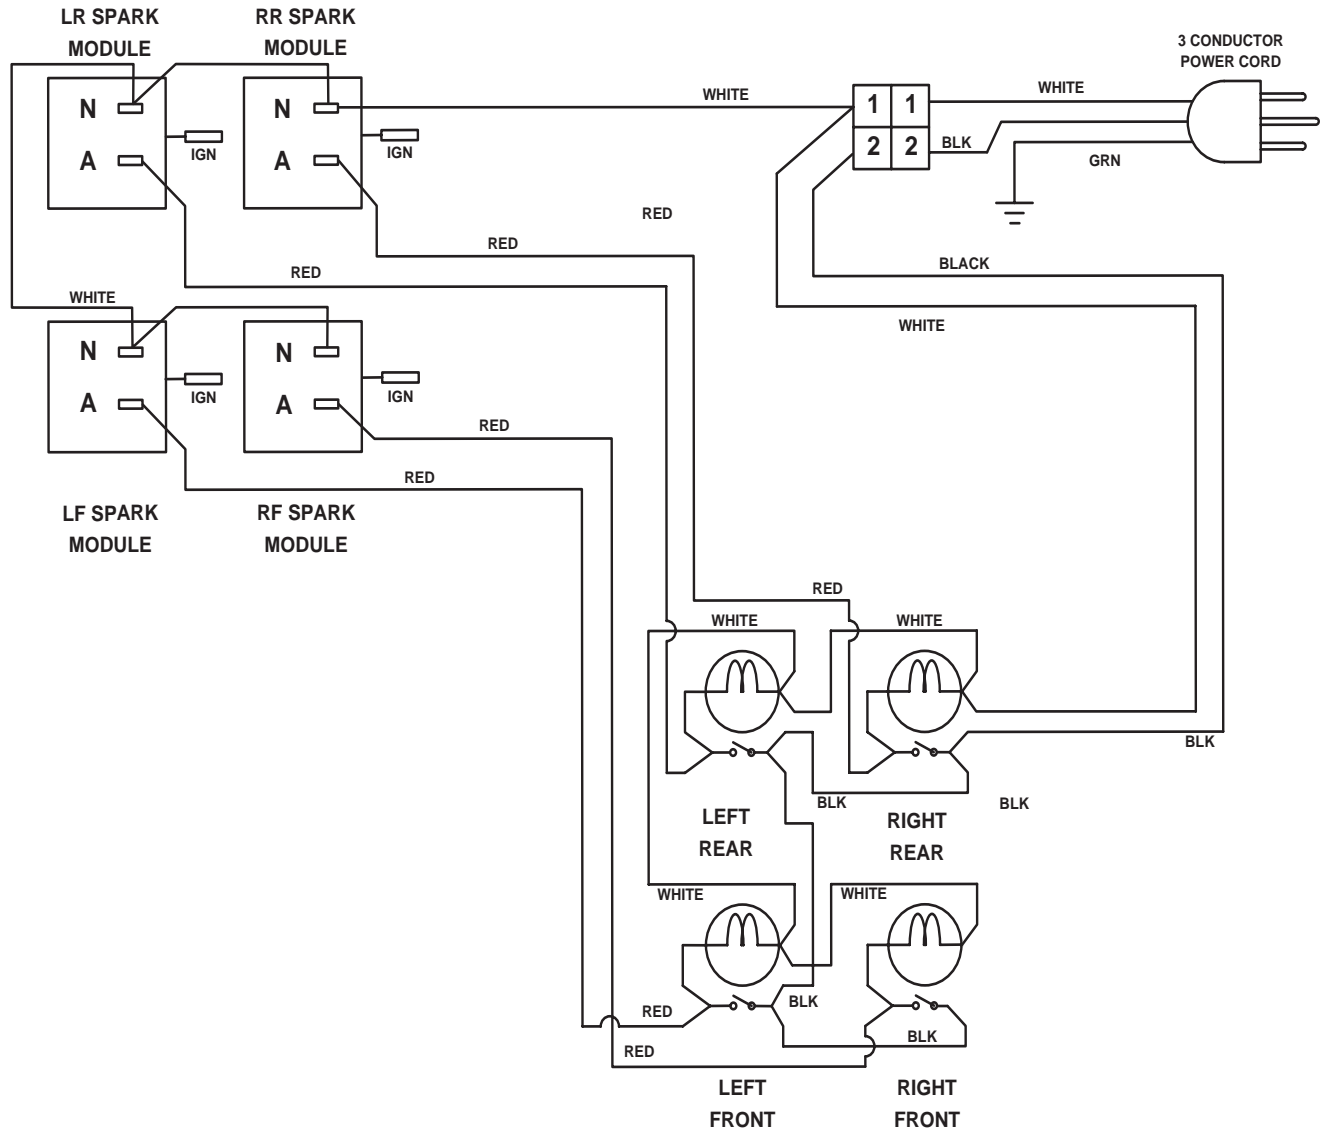 LR SPARK
MODULE
RR SPARK
MODULE
3 CONDUCTOR
POWER CORD
N
A
IGN
N
A
IGN
WHITE
1 1
2 2
WHITE
BLK
GRN
RED
RED
RED
BLACK
WHITE
WHITE
N
A
IGN
N
A
IGN
RED
RED
LF SPARK
MODULE
RF SPARK
MODULE
RED
WHITE
WHITE
BLK
BLK
BLK
LEFT
REAR
RIGHT
REAR
WHITE
WHITE
RED
BLK
BLK
RED
LEFT
FRONT
RIGHT
FRONT